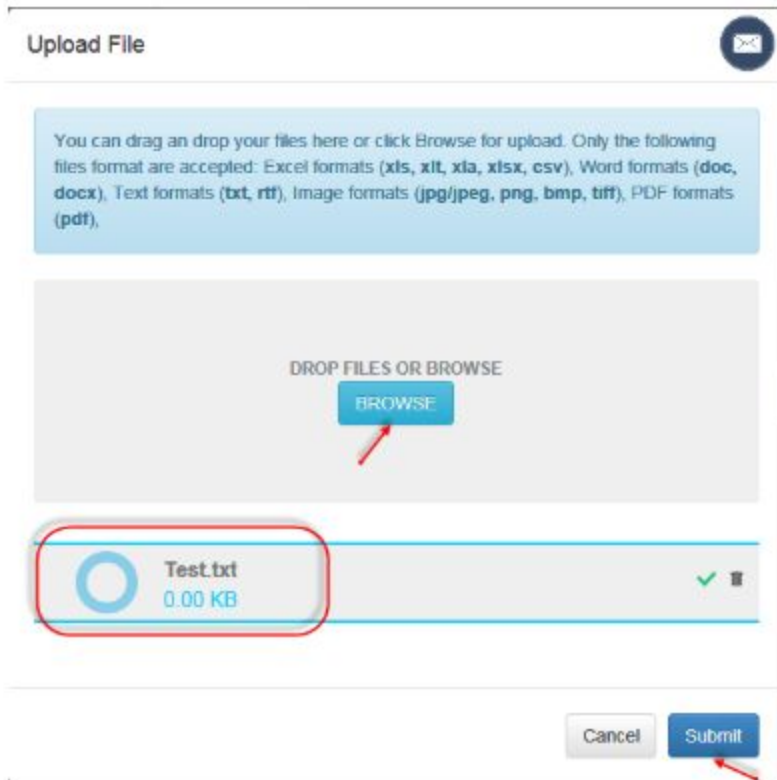 Upload File
You can drag an drop your files here or click Browse for upload. Only the following
files format are accepted: Excel formats (xls, xlt, xla, xlsx, csv), Word formats (doc,
docx), Text formats (txt, rtf), Image formats (jpg/jpeg, png, bmp, tiff), PDF formats
(pdf),
DROP FILES OR BROWSE
BROWSE
Test.txt
0.00 KB
Cancel Submit